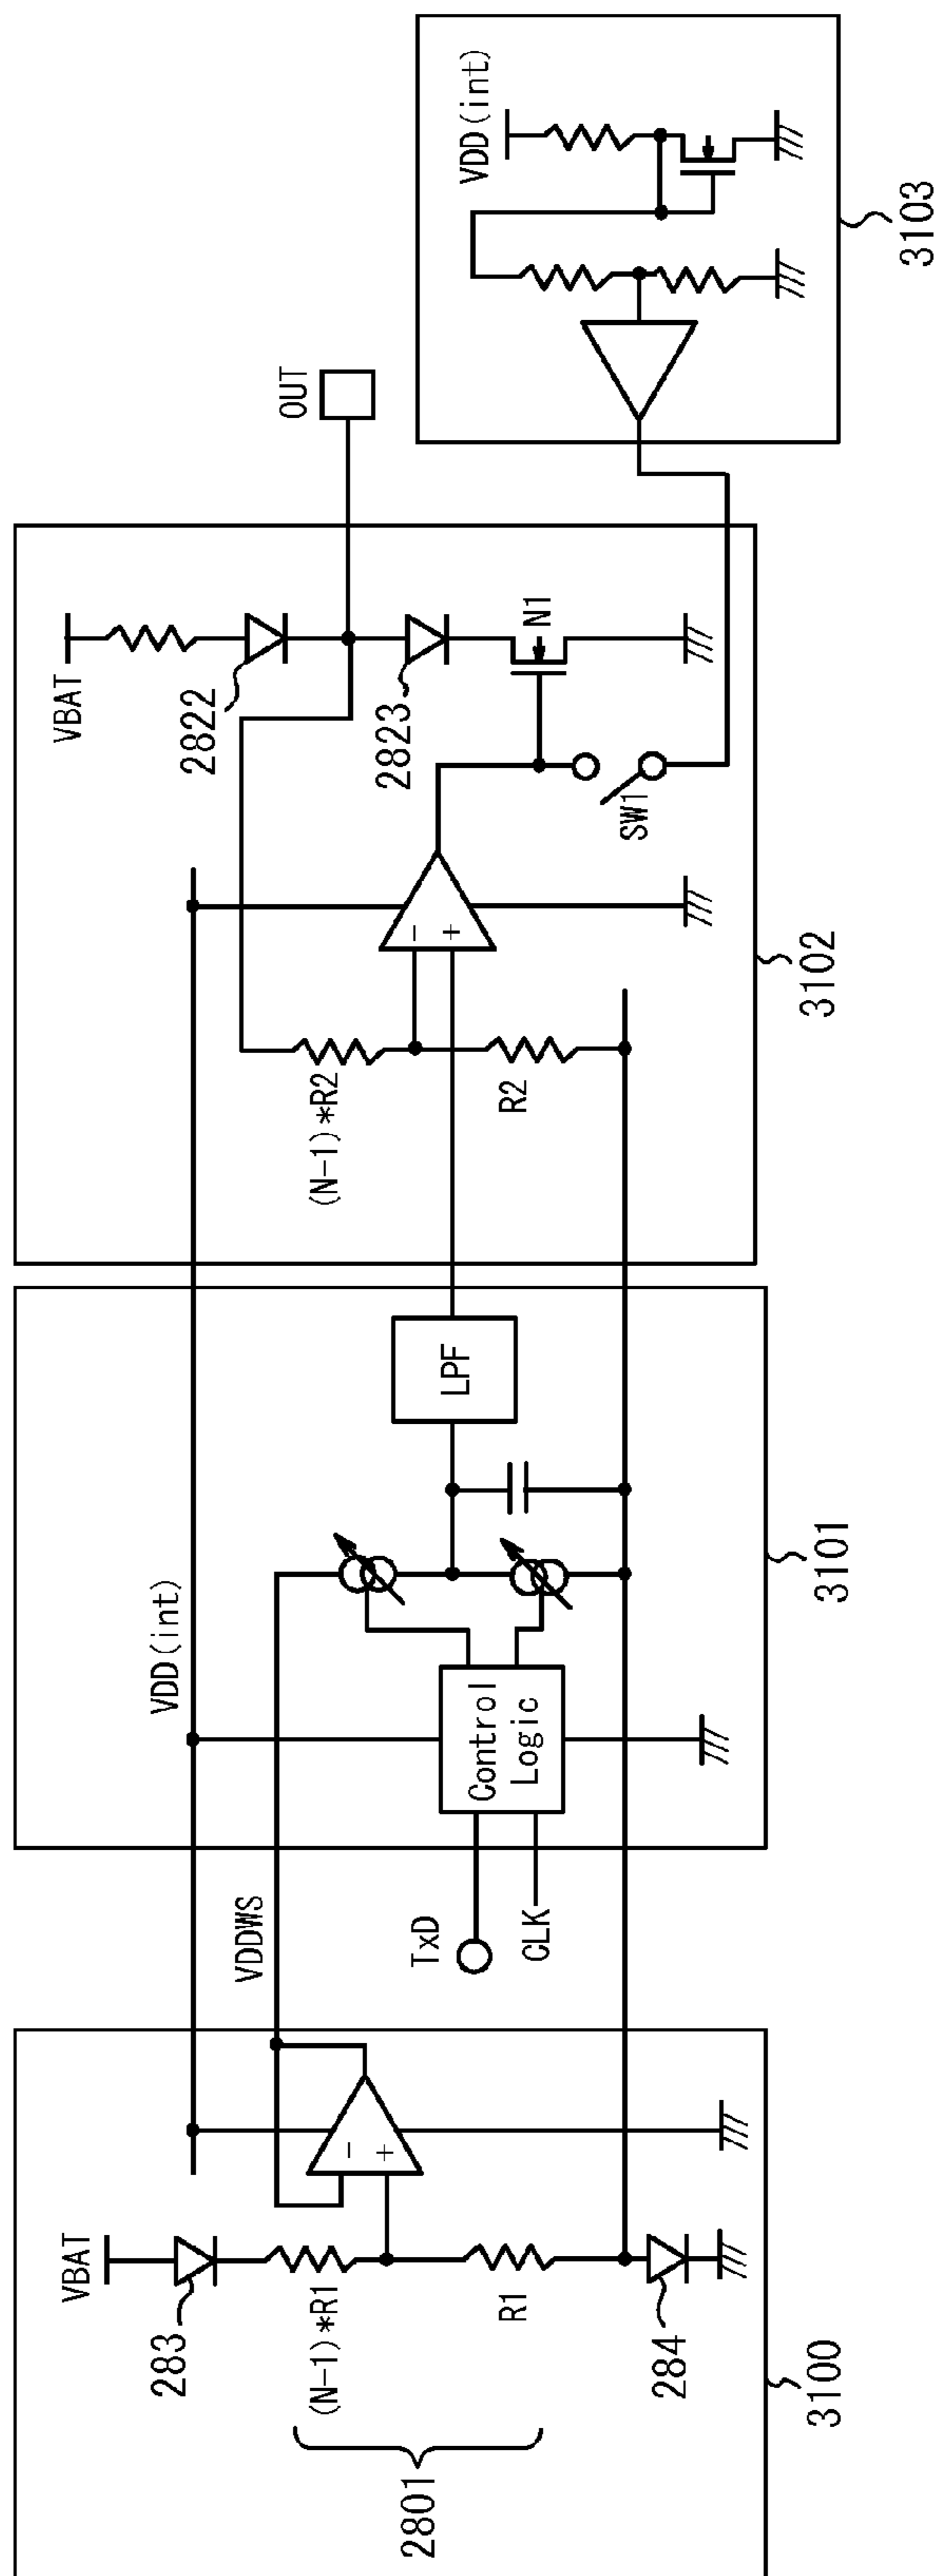 VBAT
283
(N-1)*R1
2801
R1
284
-
+
3100
VDD(int)
VDDWS
TxD
CLK
Control
Logic
LPF
3101
VBAT
2822
2823
(N-1)*R2
R2
-
+
N1
SW1
OUT
3102
VDD(int)
3103